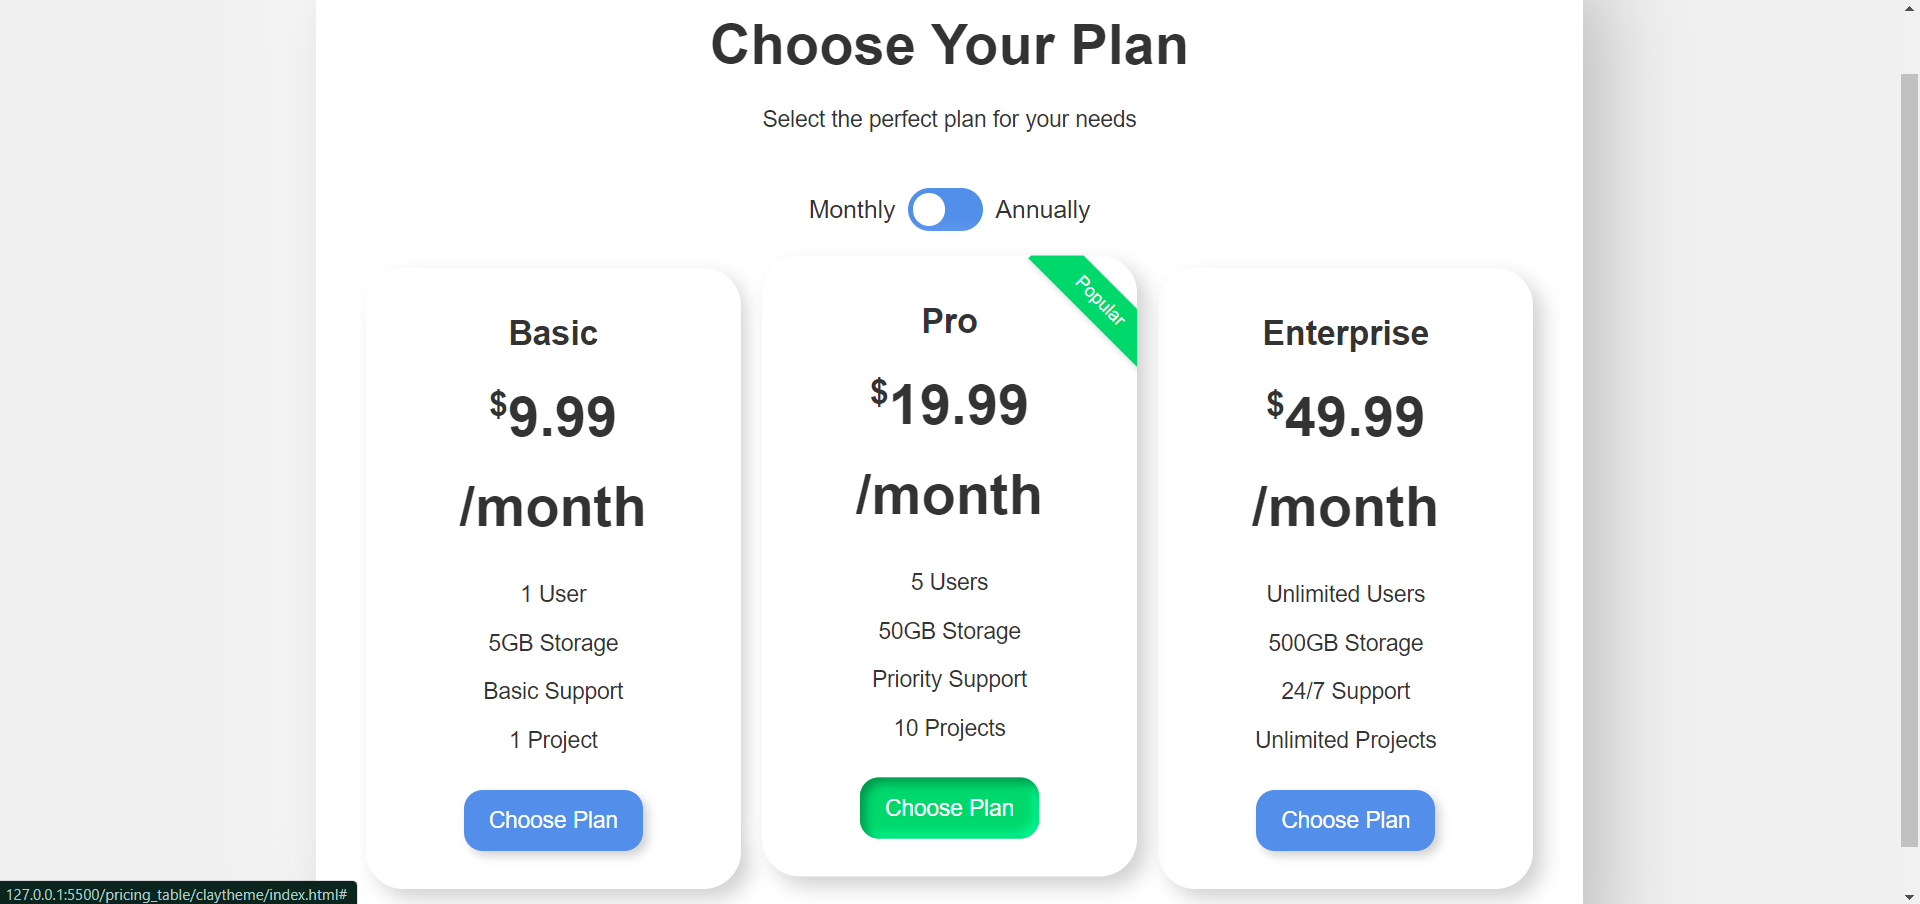 Choose Your Plan
Select the perfect plan for your needs
Monthly Annually
Basic
$9.99
/month
1 User
5GB Storage
Basic Support
1 Project
Choose Plan
Popular
Pro
$19.99
/month
5 Users
50GB Storage
Priority Support
10 Projects
Choose Plan
Enterprise
$49.99
/month
Unlimited Users
500GB Storage
24/7 Support
Unlimited Projects
Choose Plan
127.0.0.1:5500/pricing_table/claytheme/index.html#